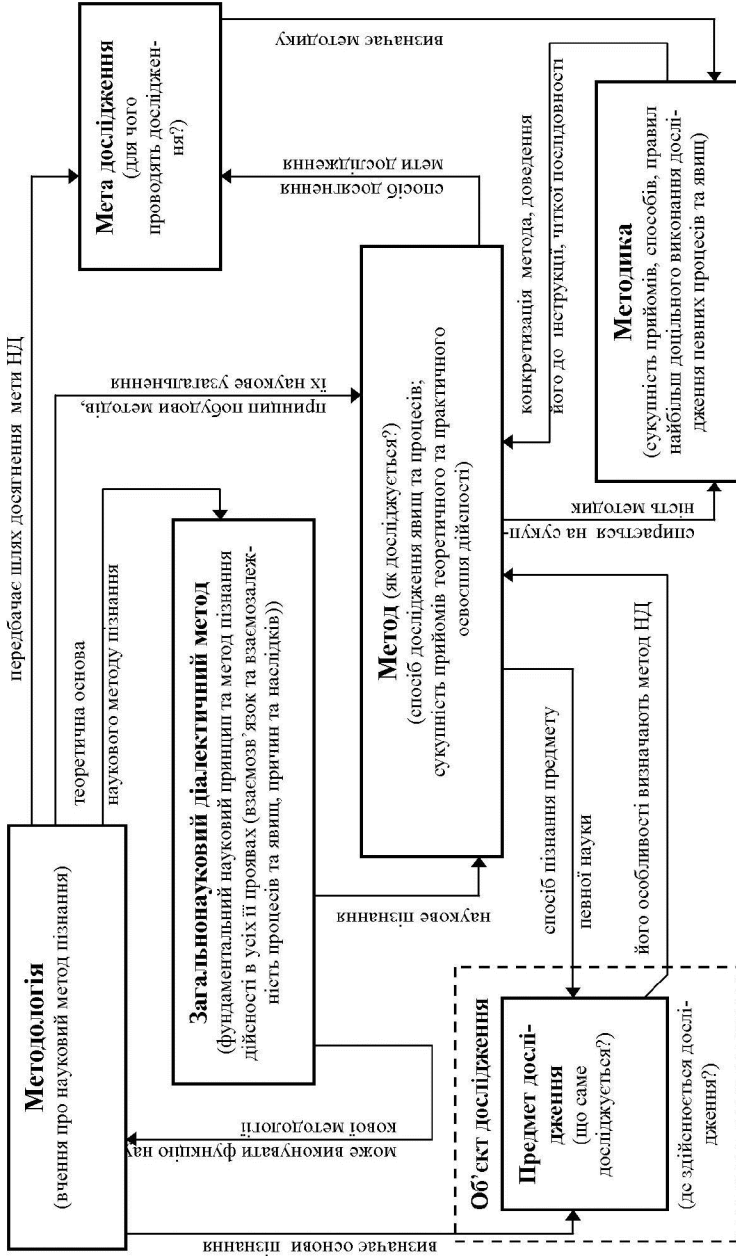 Методологія
(вчення про науковий метод пізнання)
передбачає шлях досягнення мети НД
теоретична основа
наукового методу пізнання
принцип побудови методів,
їх наукове узагальнення
Мета дослідження
(для чого
проводять дослiджен-
ня?)
визначає методику
спосіб досягнення
мети дослідження
Загальнонауковий діалектичний метод
(фундаментальний науковий принцип та метод пізнання
дійсності в усіх її проявах (взаємозв’язок та взаємозалеж-
ність процесів та явищ, причин та наслідків))
може виконувати функцію нау
кової методології
наукове пізнання
Метод (як досліджується?)
(спосіб дослідження явищ та процесів;
сукупність прийомів теоретичного та практичного
освоєння дійсності)
конкретизація метода, доведення
його до інструкції, чіткої послідовності
спирається на сукуп-
ність методик
Методика
(сукупність прийомів, способів, правил
найбільш доцільного виконання дослі-
дження певних процесів та явищ)
визначає основи пізнання
Об’єкт дослідження
Предмет дослі-
дження
(що саме
досліджується?)
(де здійснюється дослі-
дження?)
спосіб пізнання предмету
певної науки
його особливості визначають метод НД